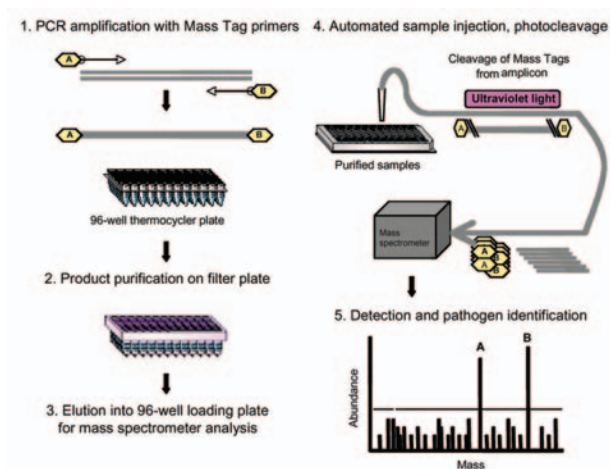 1. PCR amplification with Mass Tag primers
A
B
A
B
96-well thermocycler plate
2. Product purification on filter plate
3. Elution into 96-well loading plate
for mass spectrometer analysis
4. Automated sample injection, photocleavage
Cleavage of Mass Tags
from amplicon
Ultraviolet light
A
B
Purified samples
Mass
spectrometer
A
B
A
B
5. Detection and pathogen identification
A
B
Abundance
Mass